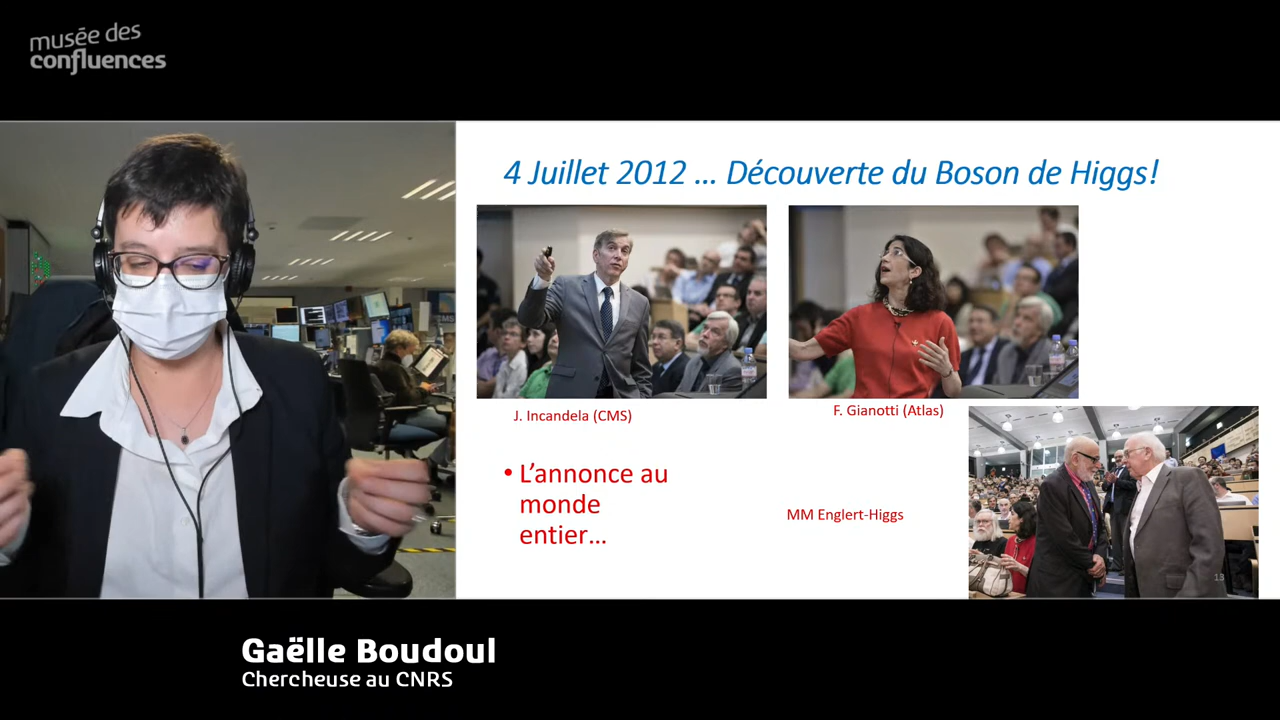 musée des
confluences
4 Juillet 2012 ... Découverte du Boson de Higgs!
J. Incandela (CMS)
F. Gianotti (Atlas)
• L'annonce au
monde
entier...
MM Englert-Higgs
13
Gaëlle Boudoul
Chercheuse au CNRS